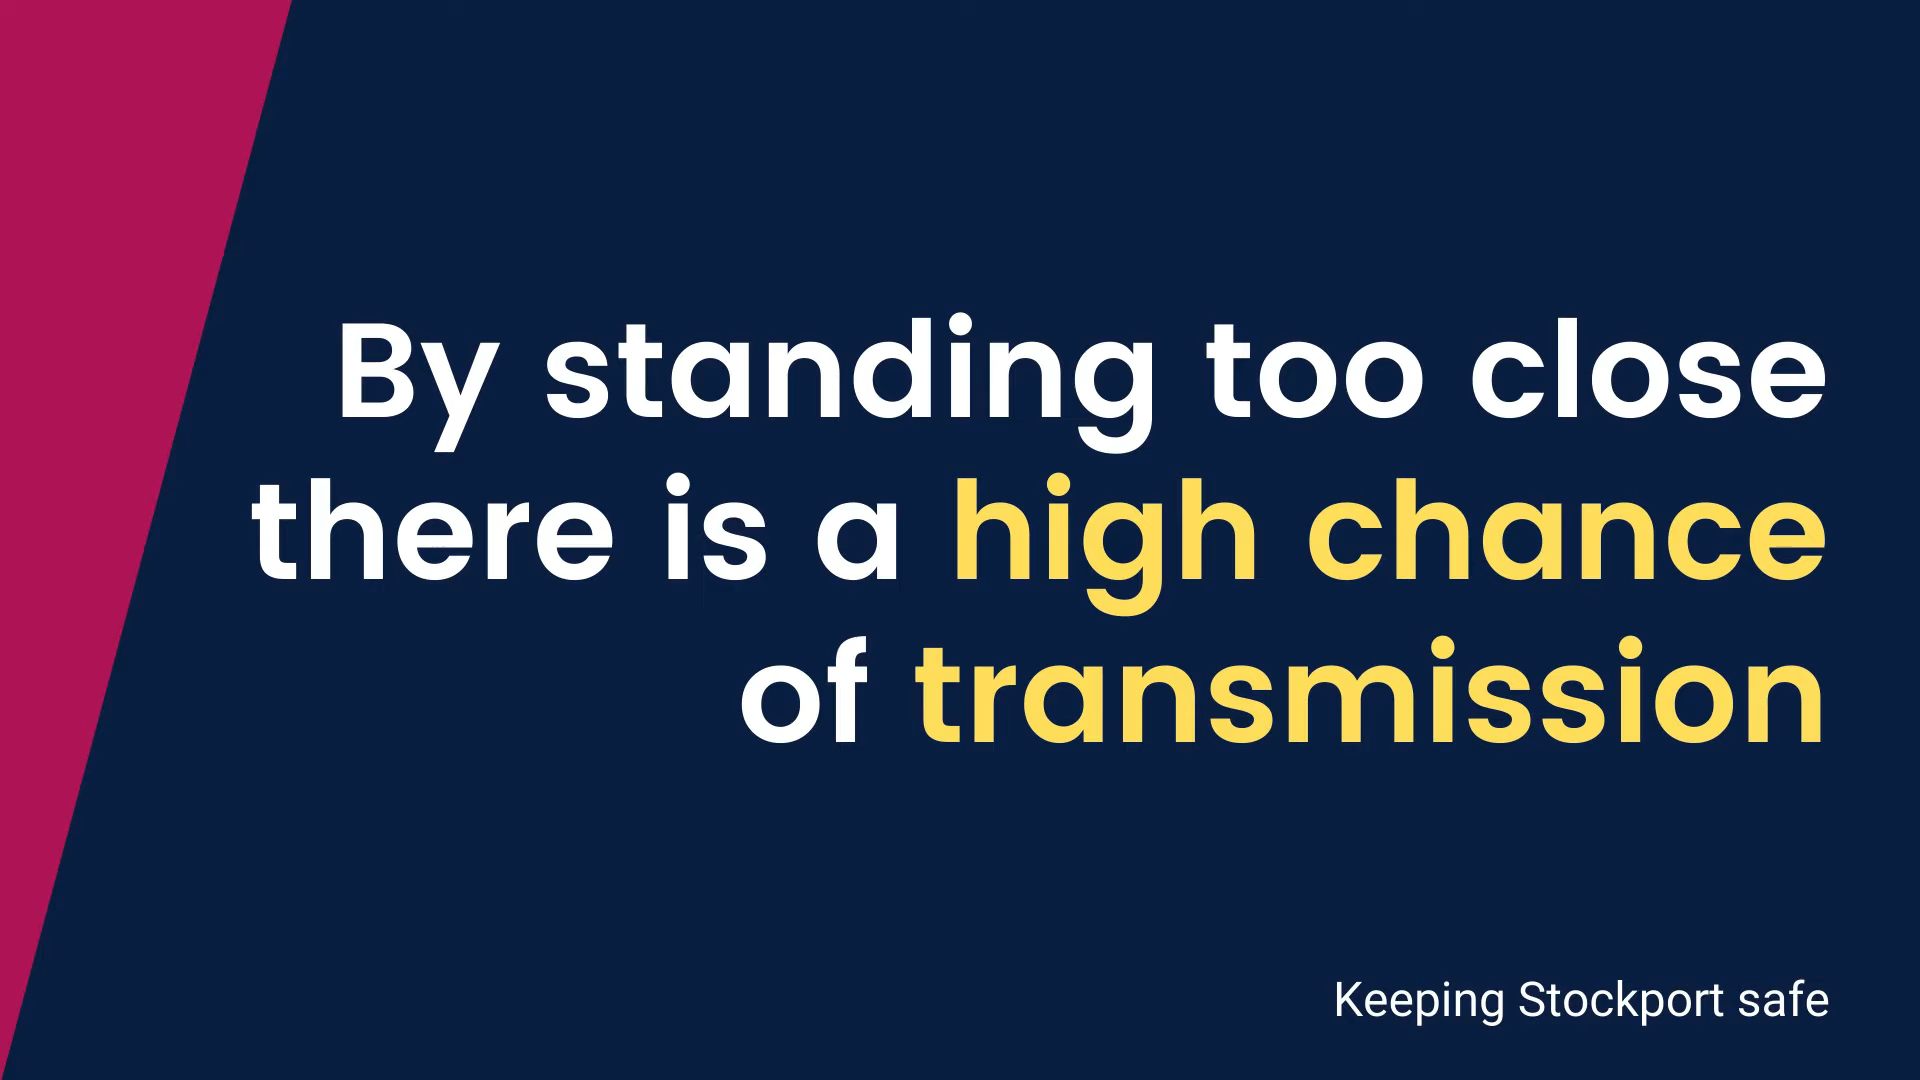 By standing too close
there is a high chance
of transmission
Keeping Stockport safe